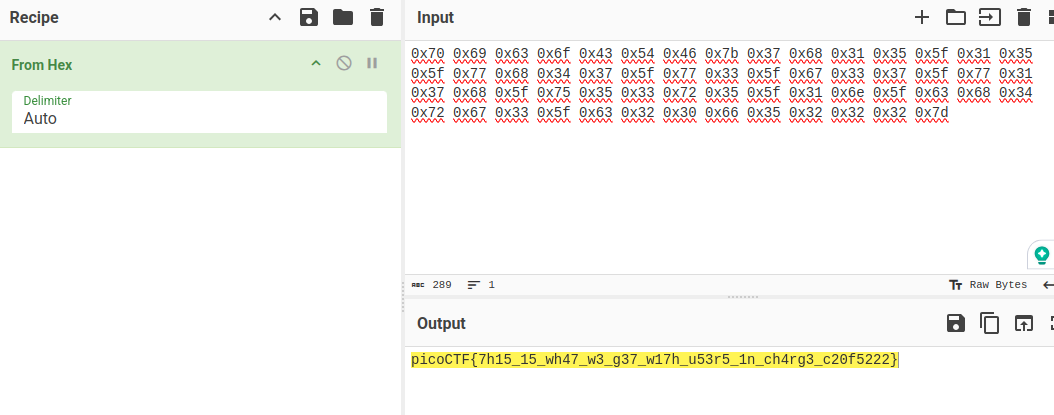 Recipe
From Hex
Delimiter
Auto
Input
0x70 0x69 0x63 0x6f 0x43 0x54 0x46 0x7b 0x37 0x68 0x31 0x35 0x5f 0x31 0x35
0x5f 0x77 0x68 0x34 0x37 0x5f 0x77 0x33 0x5f 0x67 0x33 0x37 0x5f 0x77 0x31
0x37 0x68 0x5f 0x75 0x35 0x33 0x72 0x35 0x5f 0x31 0x6e 0x5f 0x63 0x68 0x34
0x72 0x67 0x33 0x5f 0x63 0x32 0x30 0x66 0x35 0x32 0x32 0x32 0x7d
ABC 289 1
Tт Raw Bytes
Output
picoCTF{7h15_15_wh47_w3_g37_w17h_u53r5_1n_ch4rg3_c20f5222}